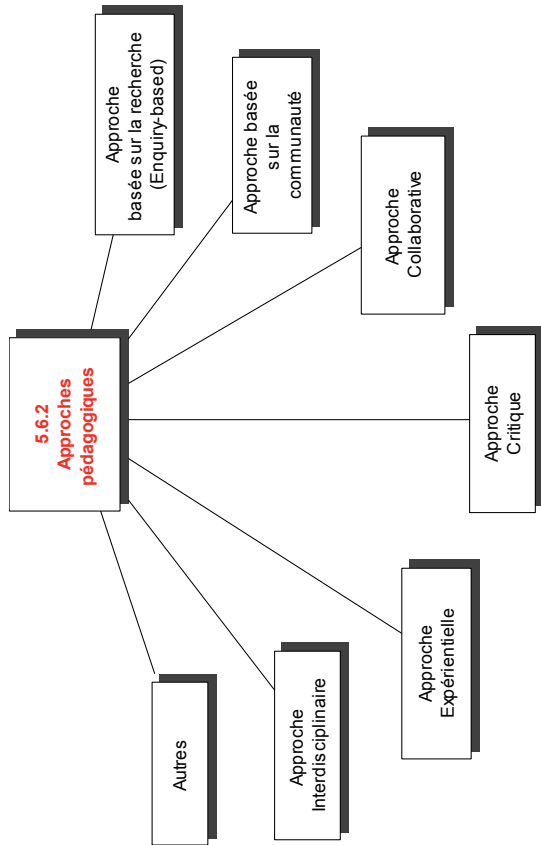 5.6.2
Approches
pédagogiques
Autres
Approche
Interdisciplinaire
Approche
Expérientielle
Approche
Critique
Approche
Collaborative
Approche basée
sur la
communauté
Approche
basée sur la recherche
(Enquiry-based)